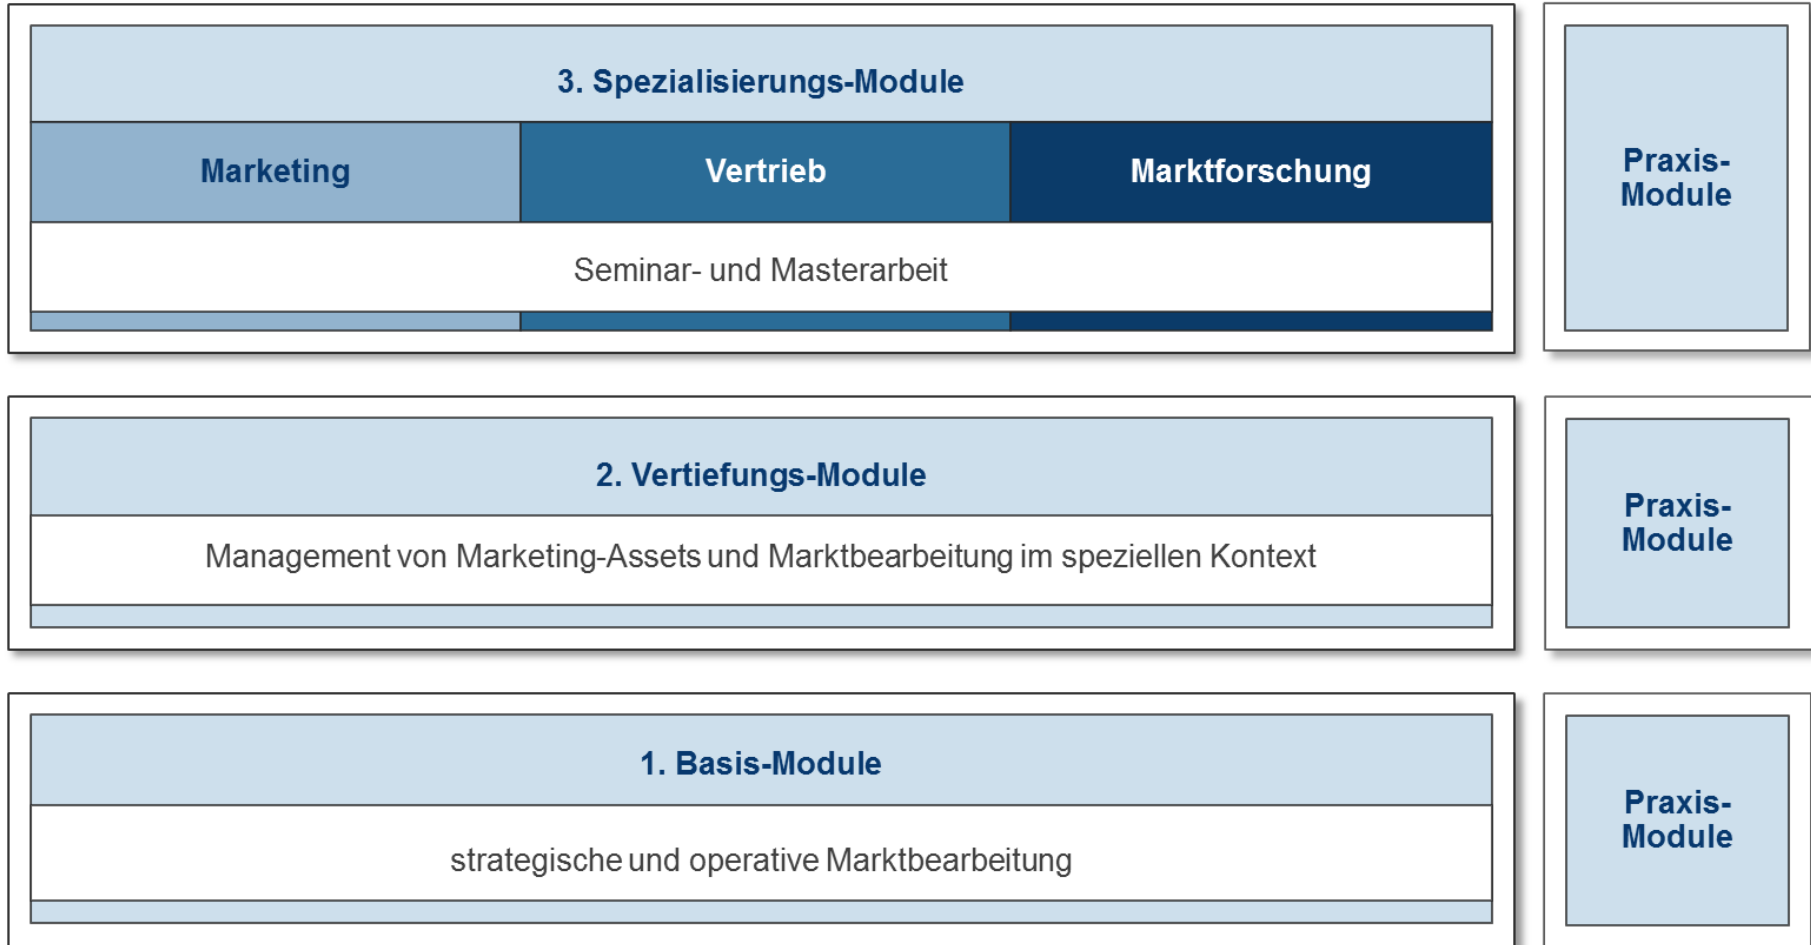 3. Spezialisierungs-Module
Marketing
Vertrieb
Marktforschung
Seminar- und Masterarbeit
Praxis-
Module
2. Vertiefungs-Module
Management von Marketing-Assets und Marktbearbeitung im speziellen Kontext
Praxis-
Module
1. Basis-Module
strategische und operative Marktbearbeitung
Praxis-
Module